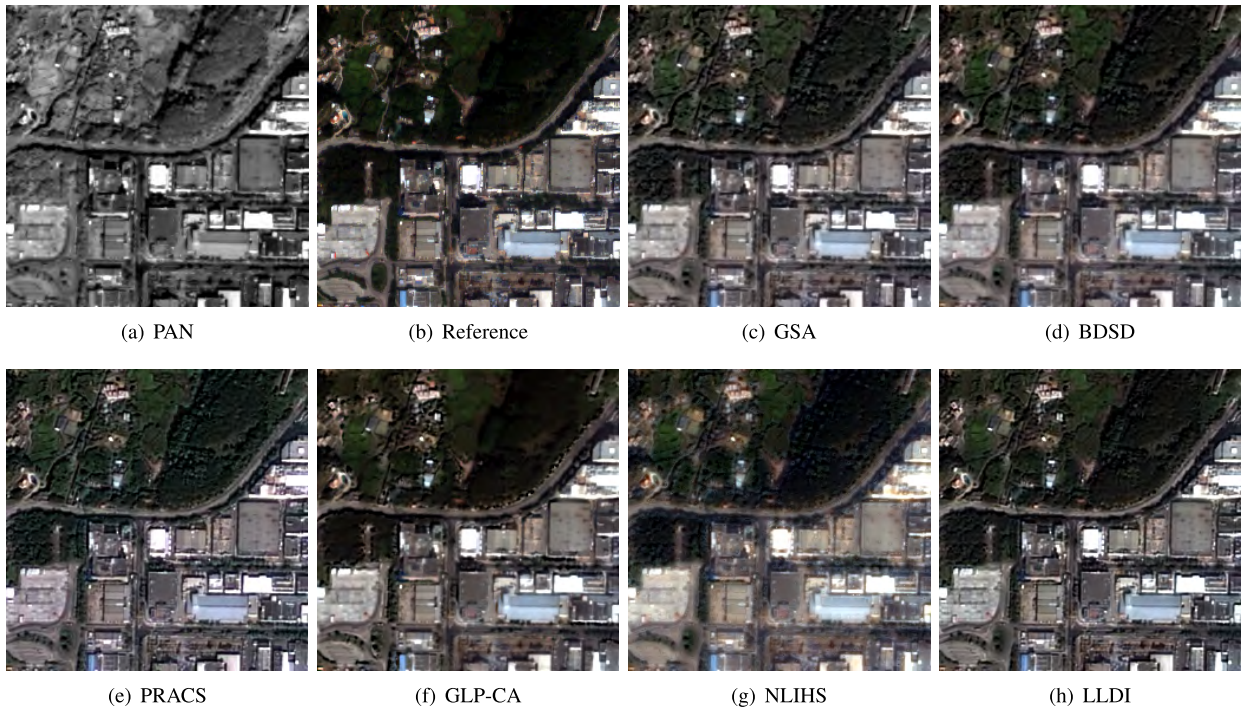 (a) PAN
(b) Reference
(c) GSA
(d) BDSD
(e) PRACS
(f) GLP-CA
(g) NLIHS
(h) LLDI